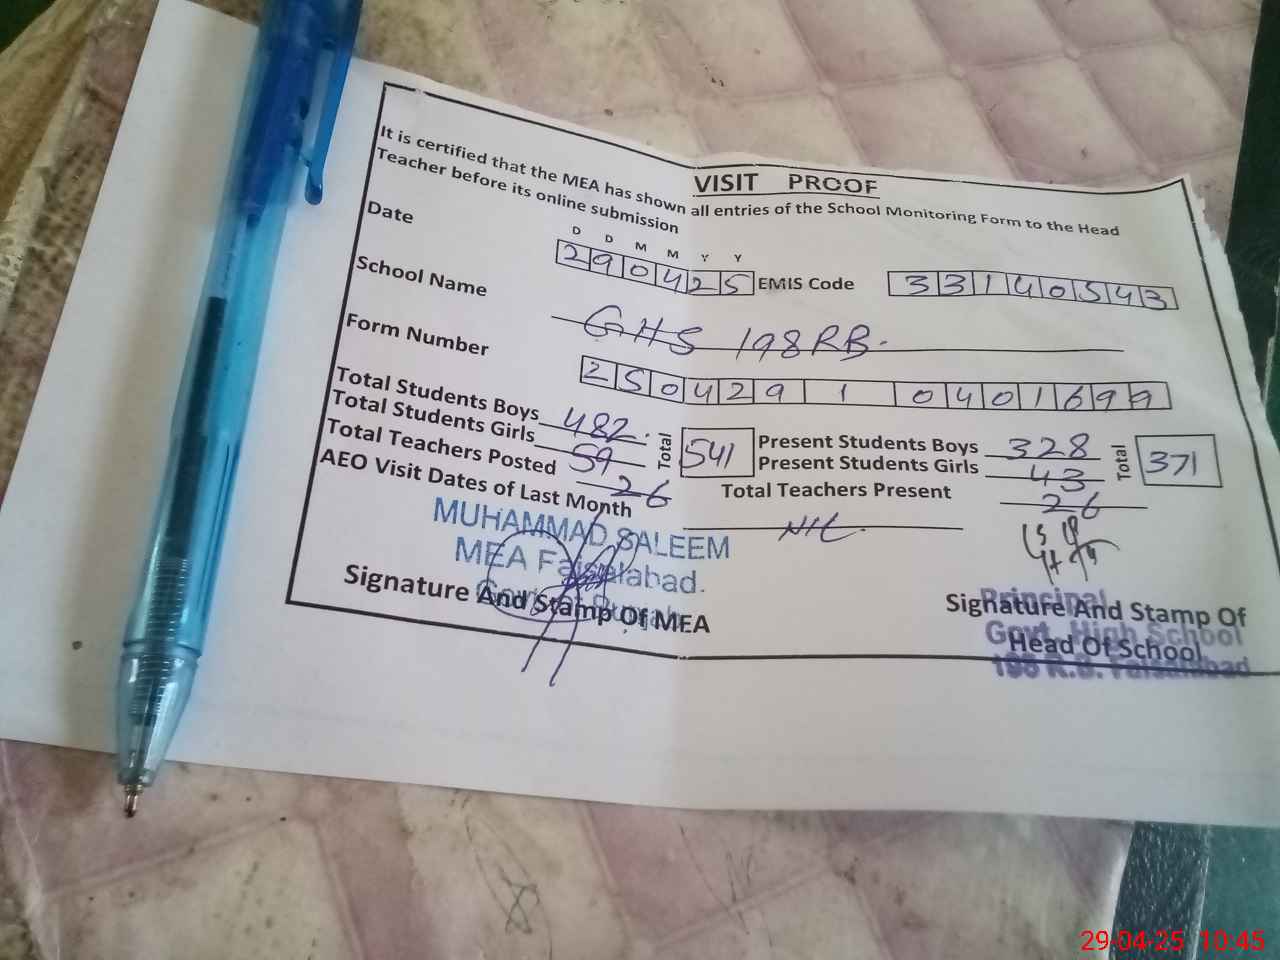 VISIT PROOF
It is certified that the MEA has shown all entries of the School Monitoring Form to the Head
Teacher before its online submission
D D M M Y Y
Date 290425 EMIS Code 33140543
School Name GHS 198RB.
Form Number 250429 1 0401699
Total Students Boys 482 Total 541 Present Students Boys 328 Total 371
Total Students Girls 59 Present Students Girls 43
Total Teachers Posted 26 Total Teachers Present 26
AEO Visit Dates of Last Month NIL
MUHAMMAD SALEEM
MEA Faisalabad.
Govt. of Punjab
Signature And Stamp Of MEA
Principal
Signature And Stamp Of
Govt. High School
Head Of School
198 R.B. Faisalabad
29-04-25 10:45